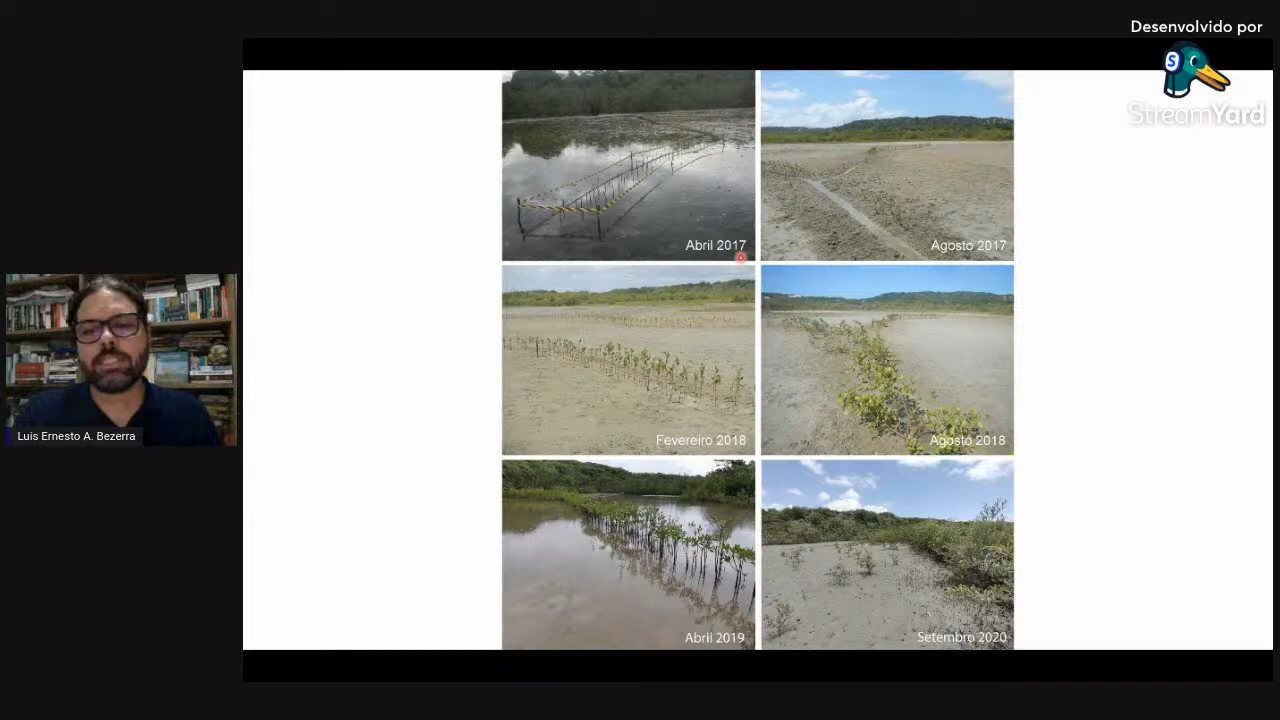 Desenvolvido por
S
StreamYard
Abril 2017
Agosto 2017
Fevereiro 2018
Agosto 2018
Luis Ernesto A. Bezerra
Abril 2019
Setembro 2020